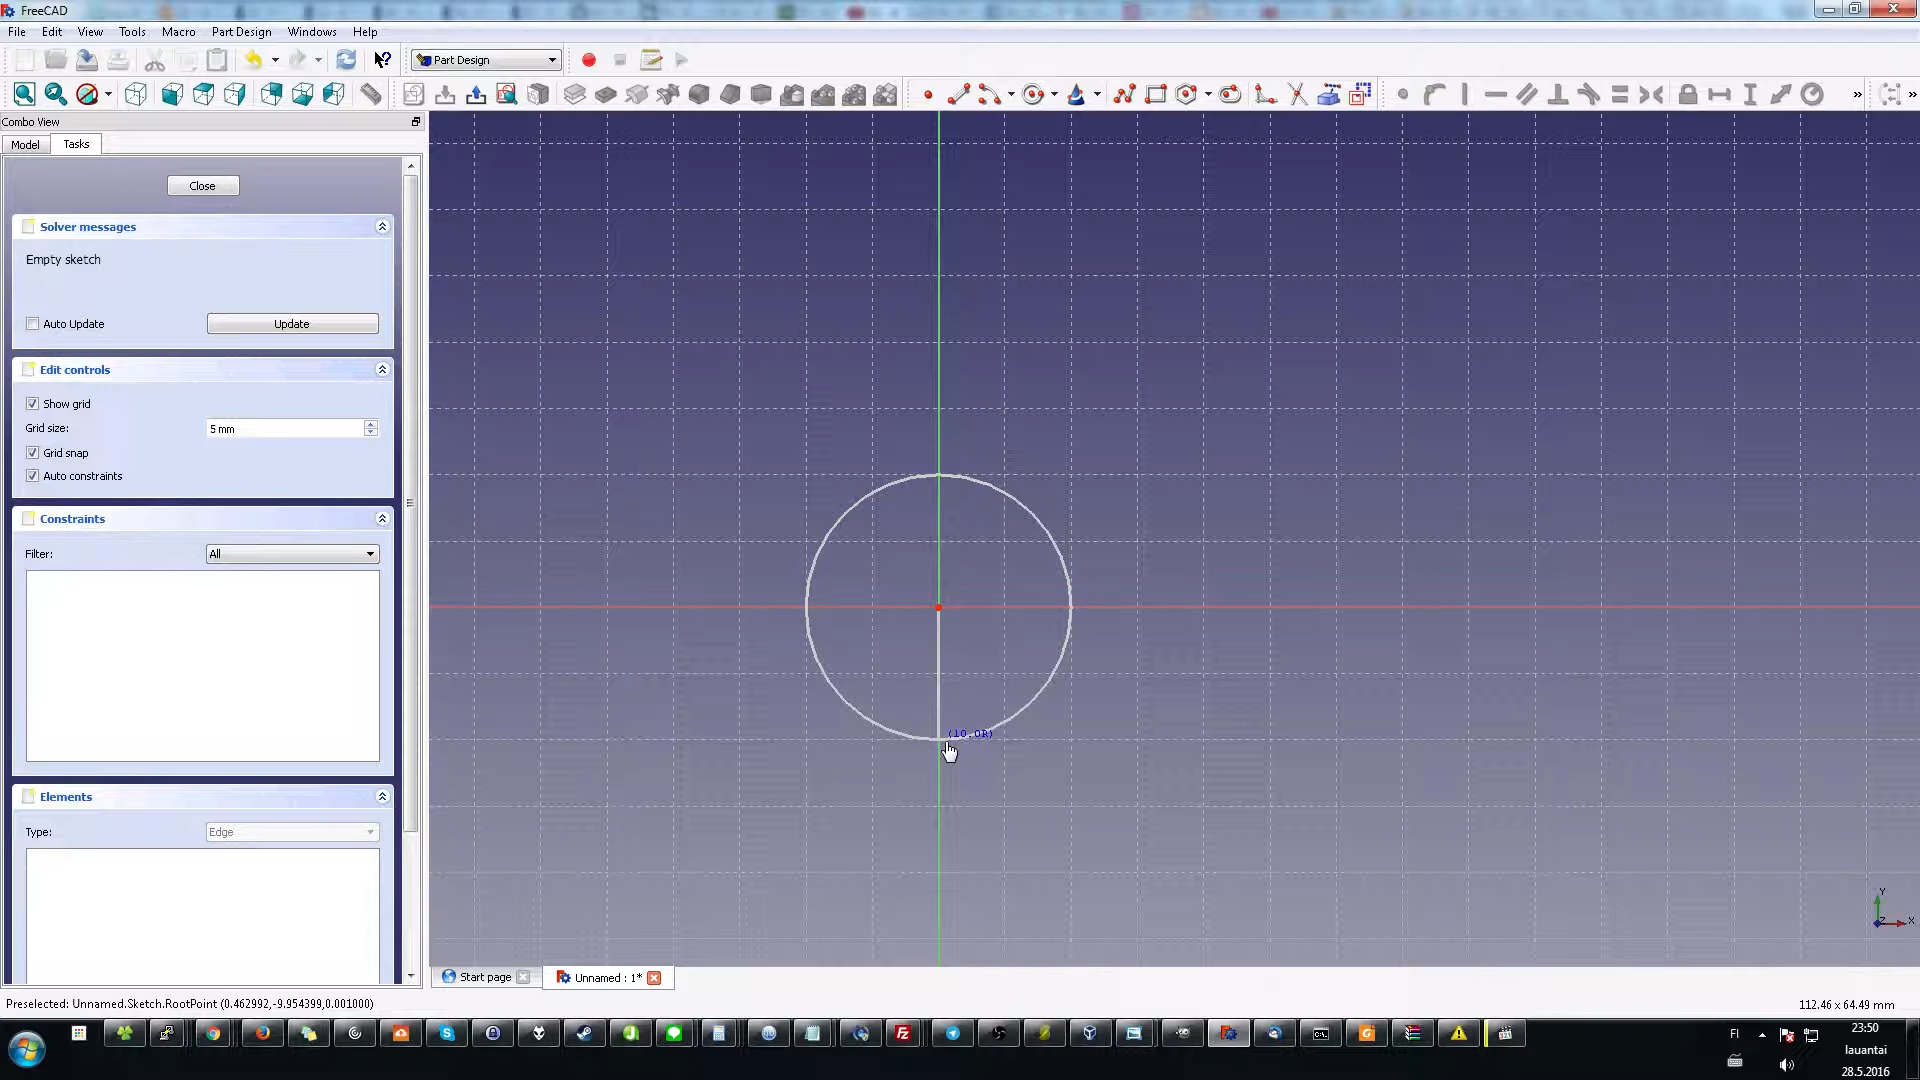 FreeCAD
File Edit View Tools Macro Part Design Windows Help
Part Design
Combo View
Model Tasks
Close
Solver messages
Empty sketch
Auto Update Update
Edit controls
Show grid
Grid size: 5 mm
Grid snap
Auto constraints
Constraints
Filter: All
Elements
Type: Edge
(10,0R)
Y
Z X
Start page Unnamed : 1*
Preselected: Unnamed.Sketch.RootPoint (0.462992,-9.954399,0.001000) 112.46 x 64.49 mm
FI 23:50
lauantai
28.5.2016